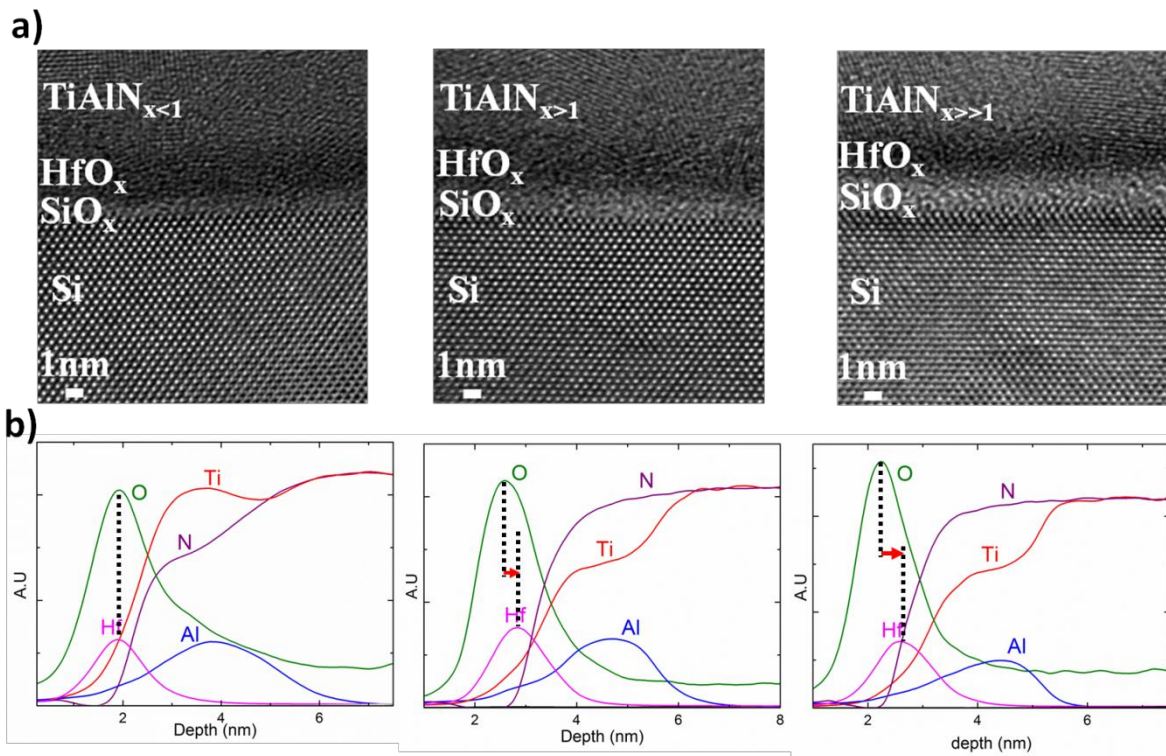 a)
TiAlNx<1
HfOx
SiOx
Si
1nm
TiAlNx>1
HfOx
SiOx
Si
1nm
TiAlNx>>1
HfOx
SiOx
Si
1nm
b)
A.U
O
Ti
N
Hf
Al
2 4 6
Depth (nm)
A.U
O
N
Ti
Hf
Al
2 4 6 8
Depth (nm)
A.U
O
N
Ti
Hf
Al
2 4 6
depth (nm)